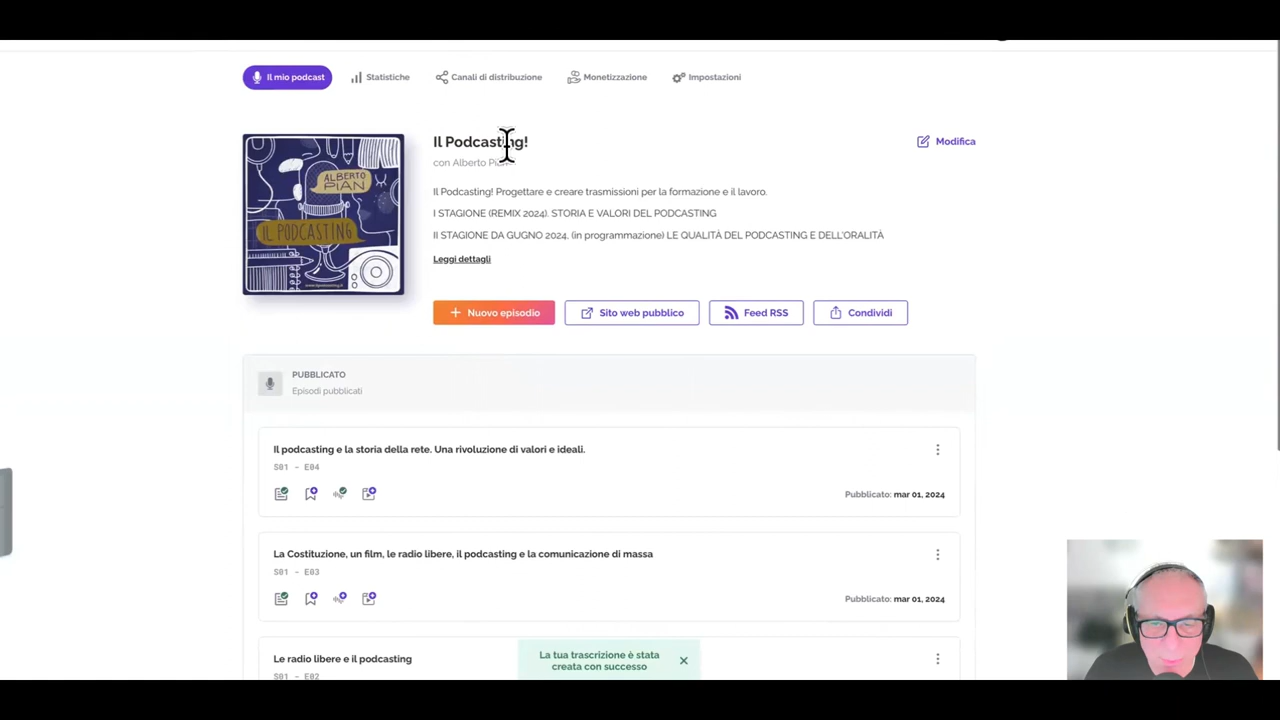 Il mio podcast
Statistiche
Canali di distribuzione
Monetizzazione
Impostazioni
ALBERTO
PIAN
IL PODCASTING
Il Podcasting!
Modifica
con Alberto Pian
Il Podcasting! Progettare e creare trasmissioni per la formazione e il lavoro.
I STAGIONE (REMIX 2024). STORIA E VALORI DEL PODCASTING
II STAGIONE DA GUGNO 2024, (in programmazione) LE QUALITÀ DEL PODCASTING E DELL'ORALITÀ
Leggi dettagli
+ Nuovo episodio
Sito web pubblico
Feed RSS
Condividi
PUBBLICATO
Episodi pubblicati
Il podcasting e la storia della rete. Una rivoluzione di valori e ideali.
S01 - E04
Pubblicato: mar 01, 2024
La Costituzione, un film, le radio libere, il podcasting e la comunicazione di massa
S01 - E03
Pubblicato: mar 01, 2024
Le radio libere e il podcasting
S01 - E02
La tua trascrizione è stata
creata con successo